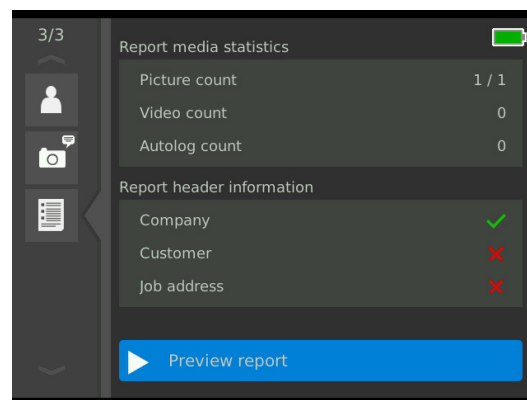 3/3
Report media statistics
Picture count 1 / 1
Video count 0
Autolog count 0
Report header information
Company
Customer
Job address
Preview report